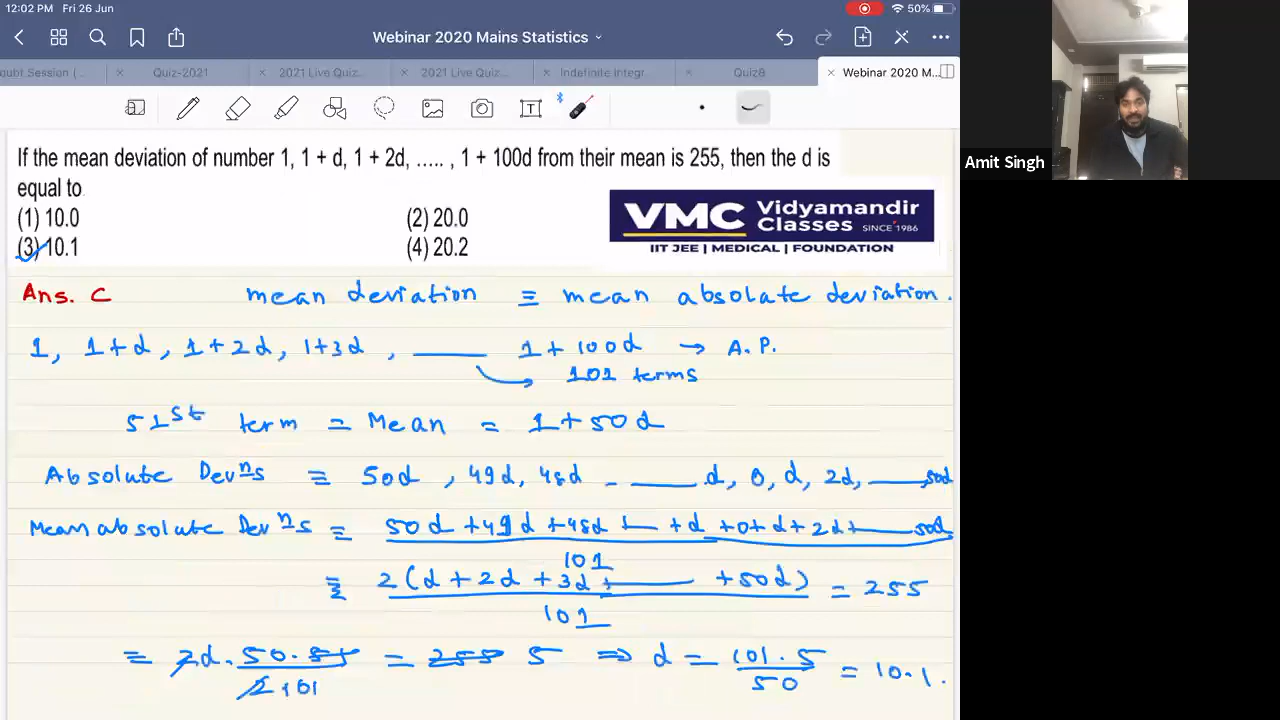 12:02 PM Fri 26 Jun
50%
Webinar 2020 Mains Statistics
oubt Session (
Quiz-2021
2021 Live Quiz...
2021 Live Quiz...
Indefinite Integr...
Quiz8
Webinar 2020 M...
T
If the mean deviation of number 1, 1 + d, 1 + 2d, ..... , 1 + 100d from their mean is 255, then the d is
equal to
(1) 10.0 (2) 20.0
(3) 10.1 (4) 20.2
VMC Vidyamandir
Classes
SINCE 1986
IIT JEE | MEDICAL | FOUNDATION
Amit Singh
Ans. C mean deviation ≡ mean absolute deviation.
1, 1+d, 1+2d, 1+3d, ___ 1+100d → A.P.
101 terms
51st term = Mean = 1+50d
Absolute Devns ≡ 50d, 49d, 48d - ___ d, 0, d, 2d, ___ 50d
Mean absolute Devns ≡ 50d +49d +48d + ___ +d +0+d+2d+ ___ 50d
101
≡ 2(d+2d+3d+ ___ +50d) = 255
101
≡ 2d. 50.51 = 255 5 ⇒ d = 101.5 = 10.1.
2 101 50